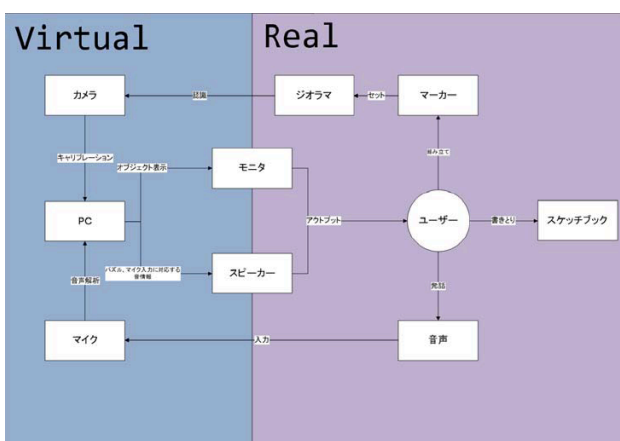 Virtual
Real
カメラ
認識
ジオラマ
セット
マーカー
キャリブレーション
オブジェクト表示
組み立て
モニタ
PC
アウトプット
ユーザー
書きとり
スケッチブック
パズル、マイク入力に対応する
音情報
スピーカー
音声解析
発話
マイク
入力
音声